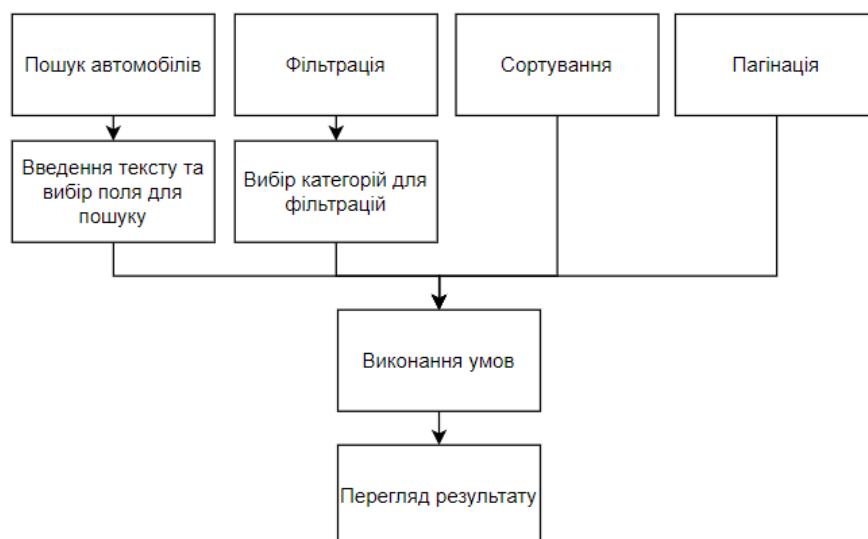 Пошук автомобілів
Фільтрація
Сортування
Пагінація
Введення тексту та
вибір поля для
пошуку
Вибір категорій для
фільтрацій
Виконання умов
Перегляд результату